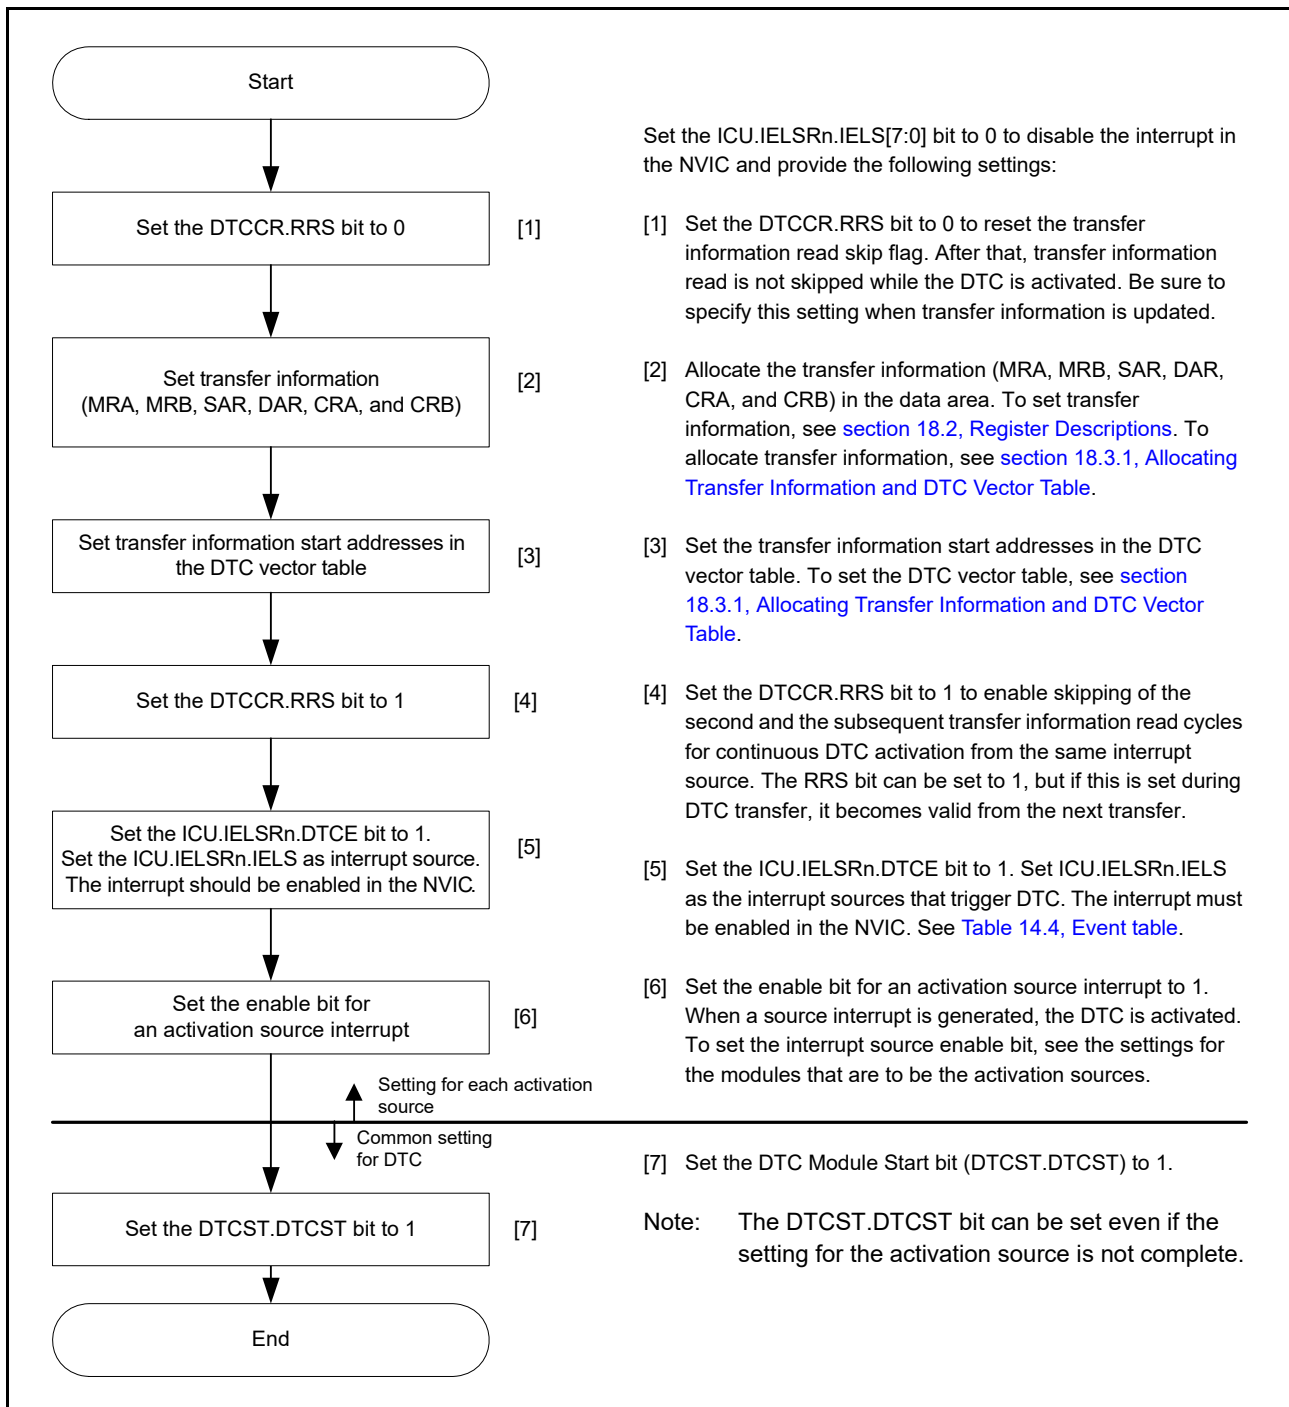 Start
Set the DTCCR.RRS bit to 0
[1]
Set transfer information
(MRA, MRB, SAR, DAR, CRA, and CRB)
[2]
Set transfer information start addresses in
the DTC vector table
[3]
Set the DTCCR.RRS bit to 1
[4]
Set the ICU.IELSRn.DTCE bit to 1.
Set the ICU.IELSRn.IELS as interrupt source.
The interrupt should be enabled in the NVIC.
[5]
Set the enable bit for
an activation source interrupt
[6]
Setting for each activation
source
Common setting
for DTC
Set the DTCST.DTCST bit to 1
[7]
End
Set the ICU.IELSRn.IELS[7:0] bit to 0 to disable the interrupt in
the NVIC and provide the following settings:
[1] Set the DTCCR.RRS bit to 0 to reset the transfer
information read skip flag. After that, transfer information
read is not skipped while the DTC is activated. Be sure to
specify this setting when transfer information is updated.
[2] Allocate the transfer information (MRA, MRB, SAR, DAR,
CRA, and CRB) in the data area. To set transfer
information, see section 18.2, Register Descriptions. To
allocate transfer information, see section 18.3.1, Allocating
Transfer Information and DTC Vector Table.
[3] Set the transfer information start addresses in the DTC
vector table. To set the DTC vector table, see section
18.3.1, Allocating Transfer Information and DTC Vector
Table.
[4] Set the DTCCR.RRS bit to 1 to enable skipping of the
second and the subsequent transfer information read cycles
for continuous DTC activation from the same interrupt
source. The RRS bit can be set to 1, but if this is set during
DTC transfer, it becomes valid from the next transfer.
[5] Set the ICU.IELSRn.DTCE bit to 1. Set ICU.IELSRn.IELS
as the interrupt sources that trigger DTC. The interrupt must
be enabled in the NVIC. See Table 14.4, Event table.
[6] Set the enable bit for an activation source interrupt to 1.
When a source interrupt is generated, the DTC is activated.
To set the interrupt source enable bit, see the settings for
the modules that are to be the activation sources.
[7] Set the DTC Module Start bit (DTCST.DTCST) to 1.
Note: The DTCST.DTCST bit can be set even if the
setting for the activation source is not complete.